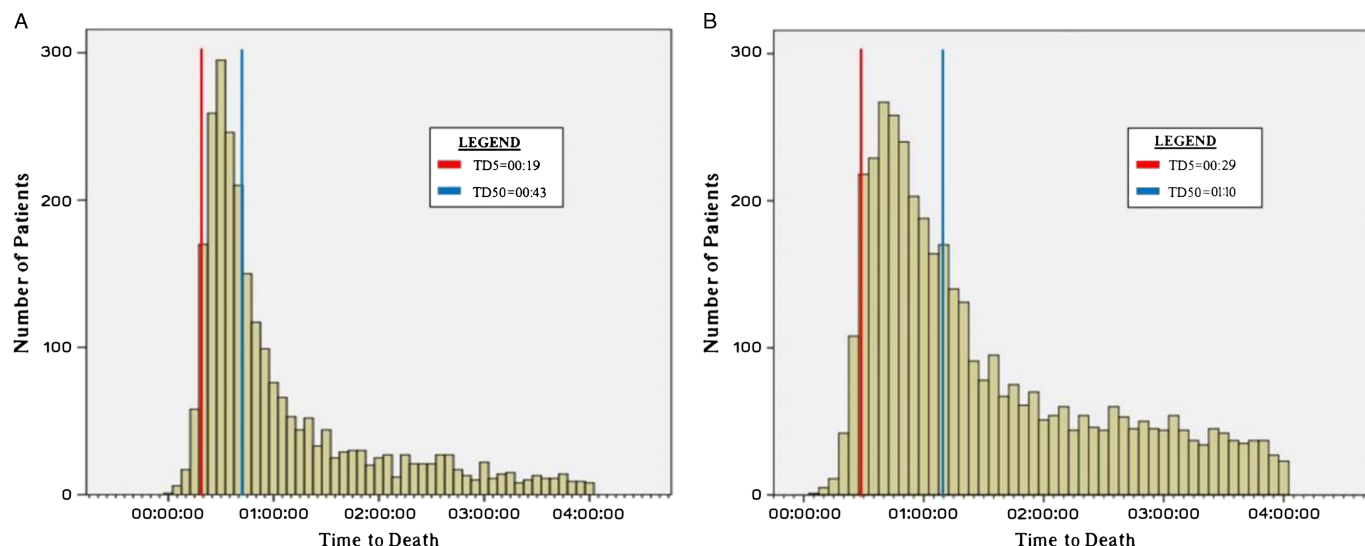 A
300
200
100
0
Number of Patients
LEGEND
TD5=00:19
TD50=00:43
00:00:00 01:00:00 02:00:00 03:00:00 04:00:00
Time to Death
B
300
200
100
0
Number of Patients
LEGEND
TD5=00:29
TD50=01:10
00:00:00 01:00:00 02:00:00 03:00:00 04:00:00
Time to Death